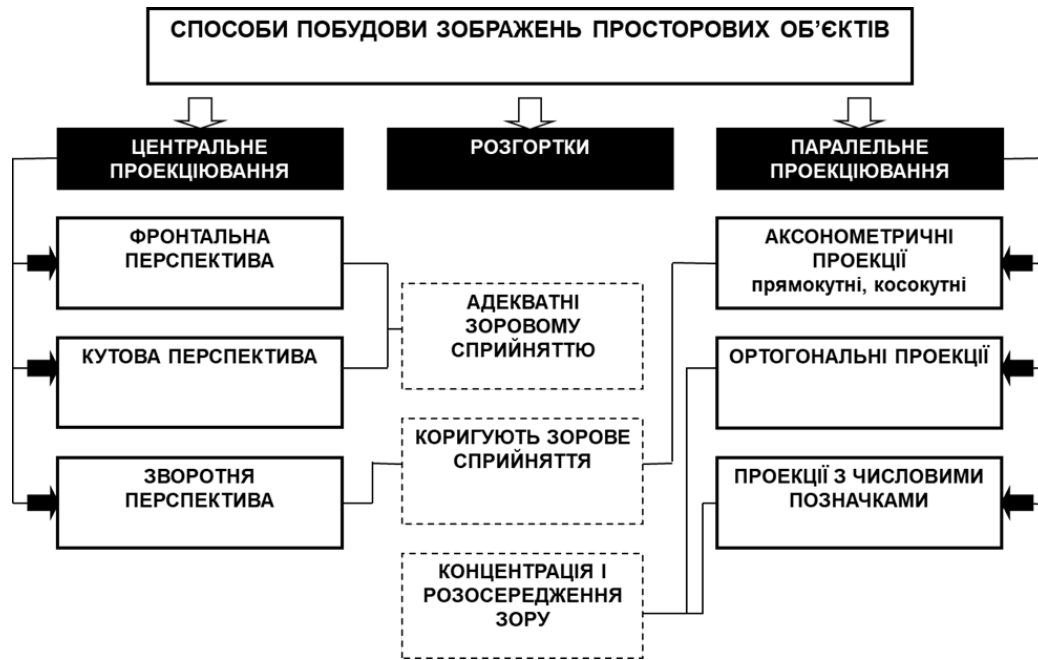 СПОСОБИ ПОБУДОВИ ЗОБРАЖЕНЬ ПРОСТОРОВИХ ОБ’ЄКТІВ
ЦЕНТРАЛЬНЕ
ПРОЕКЦІЮВАННЯ
РОЗГОРТКИ
ПАРАЛЕЛЬНЕ
ПРОЕКЦІЮВАННЯ
ФРОНТАЛЬНА
ПЕРСПЕКТИВА
АКСОНОМЕТРИЧНІ
ПРОЕКЦІЇ
прямокутні, косокутні
АДЕКВАТНІ
ЗОРОВОМУ
СПРИЙНЯТТЮ
КУТОВА ПЕРСПЕКТИВА
ОРТОГОНАЛЬНІ ПРОЕКЦІЇ
КОРИГУЮТЬ ЗОРОВЕ
СПРИЙНЯТТЯ
ЗВОРОТНЯ
ПЕРСПЕКТИВА
ПРОЕКЦІЇ З ЧИСЛОВИМИ
ПОЗНАЧКАМИ
КОНЦЕНТРАЦІЯ І
РОЗОСЕРЕДЖЕННЯ
ЗОРУ